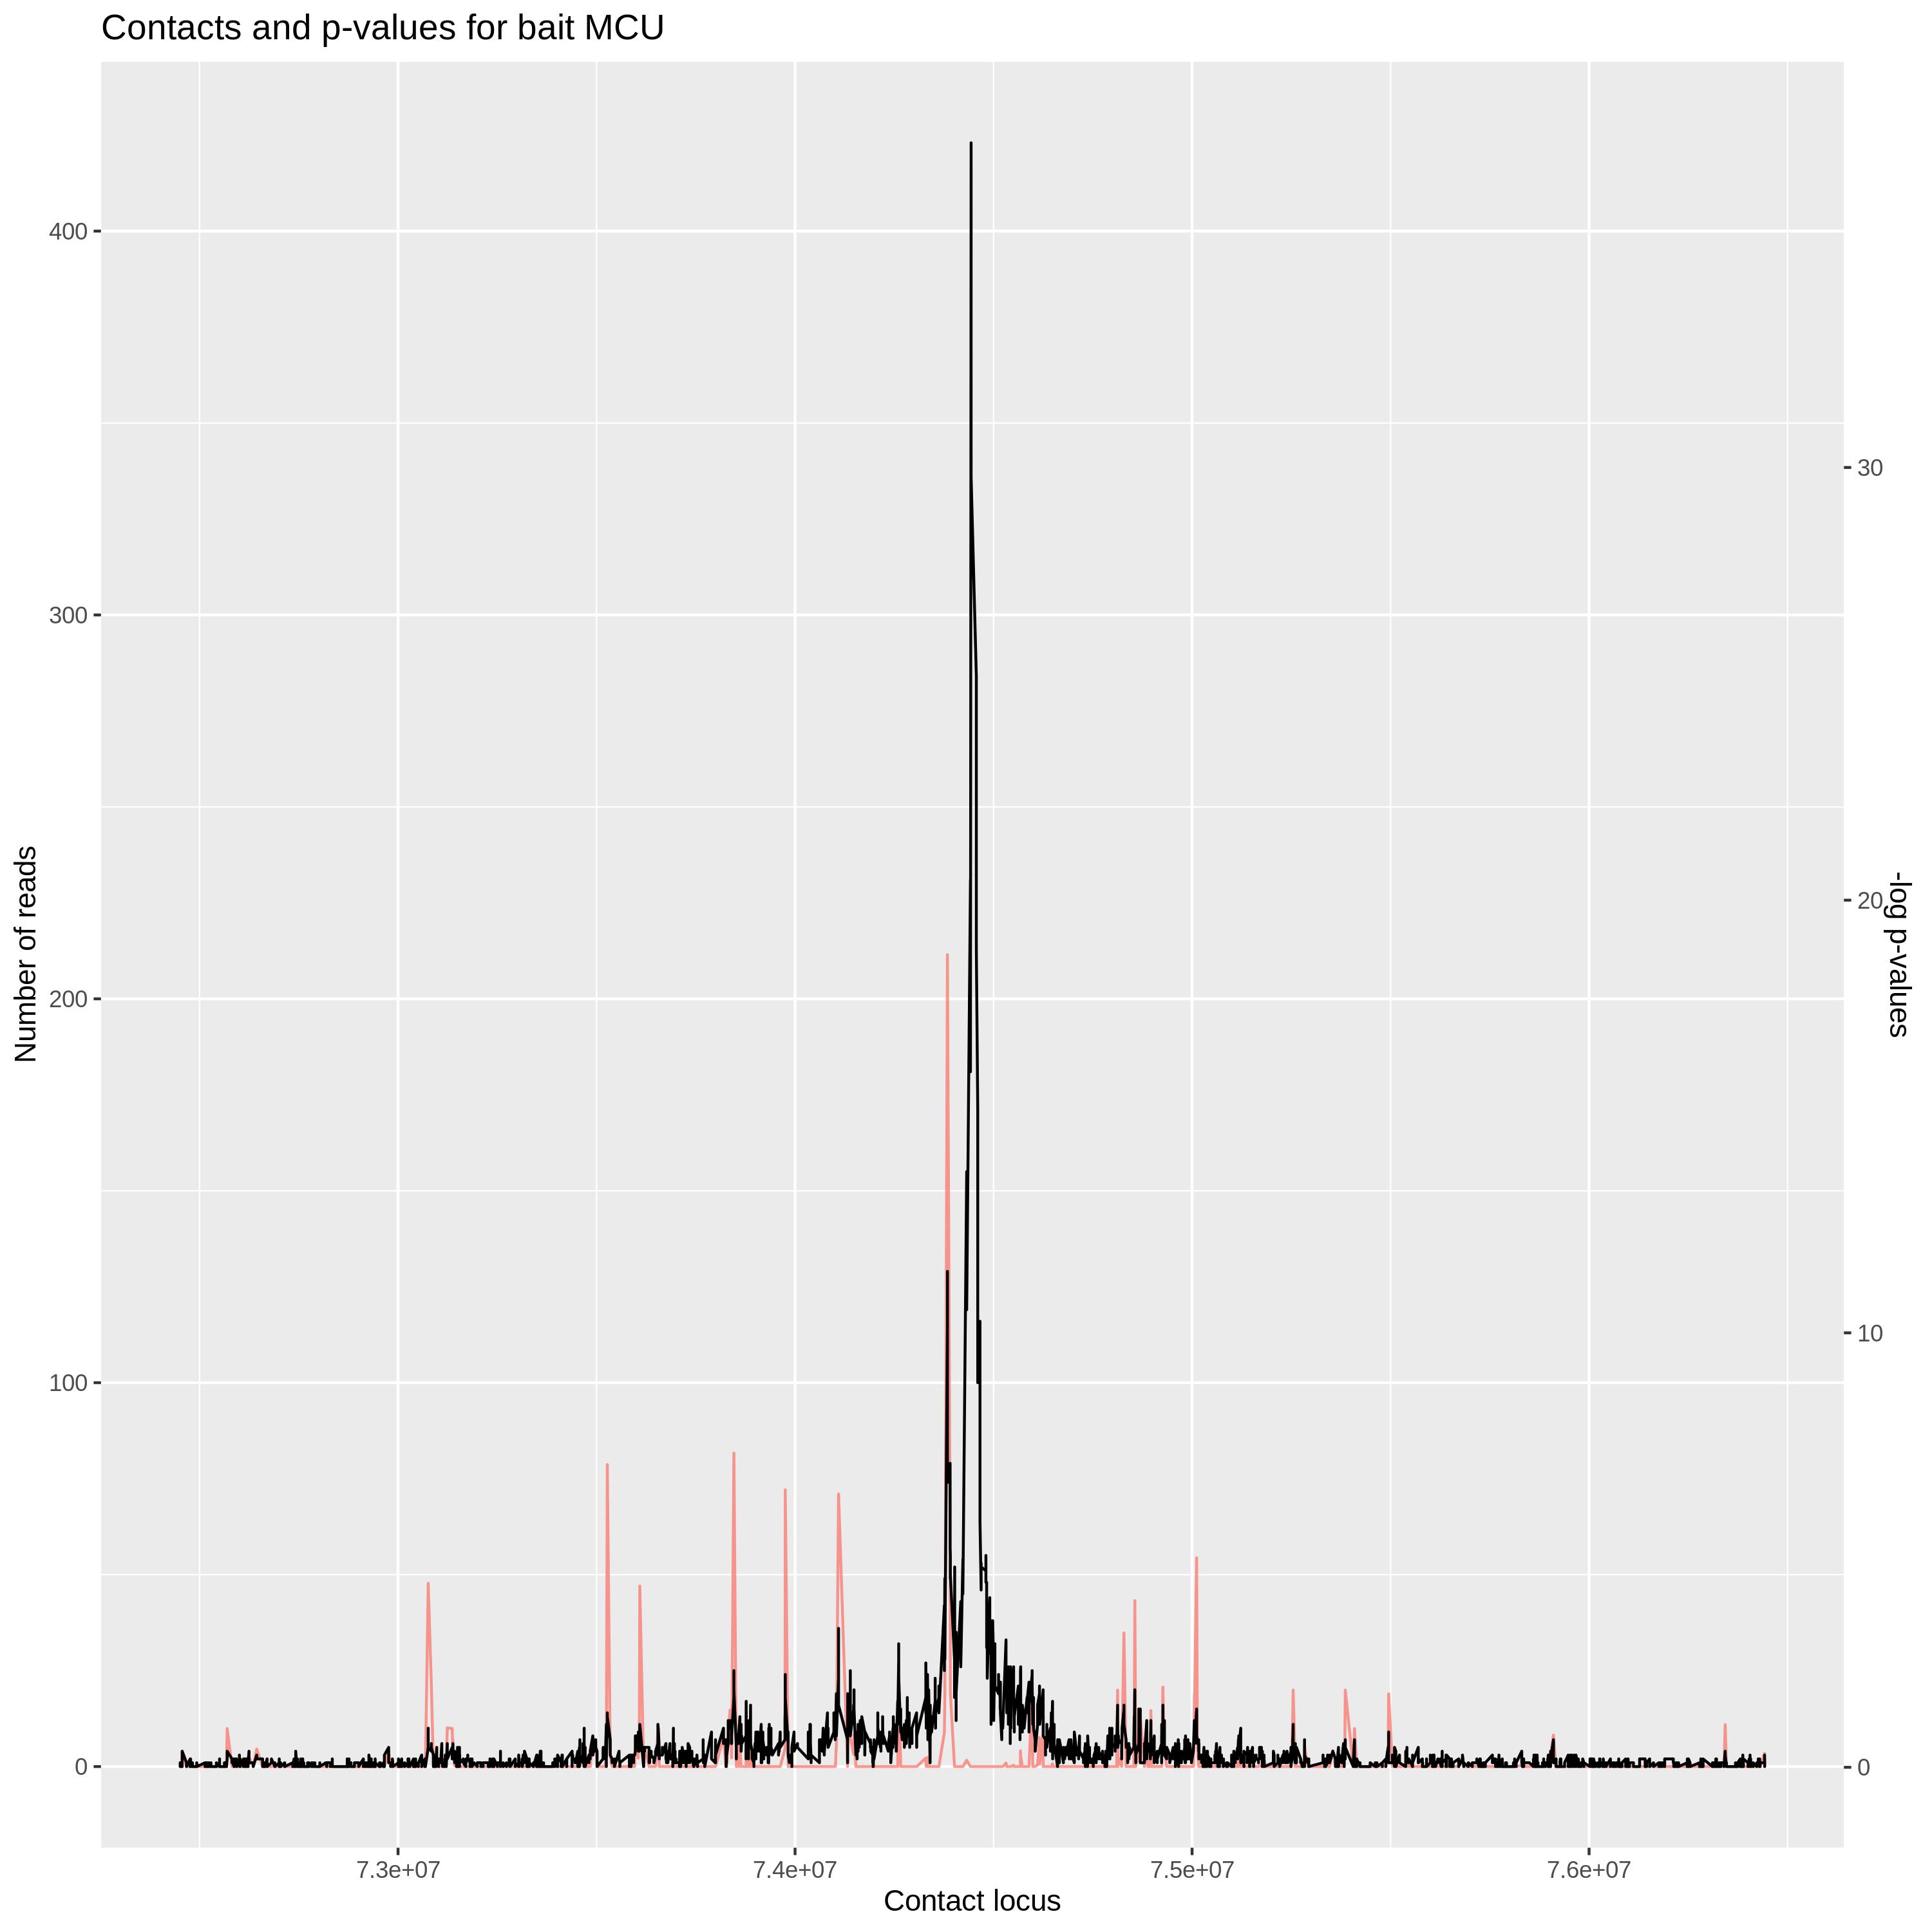 Contacts and p-values for bait MCU
Number of reads
400
300
200
100
0
30
20
10
0
-log p-values
7.3e+07
7.4e+07
7.5e+07
7.6e+07
Contact locus